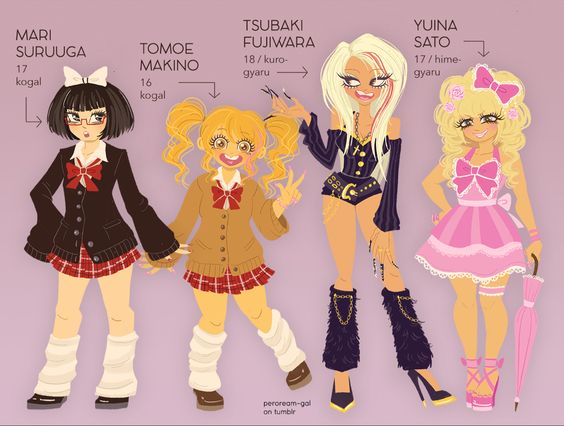 MARI
SURUUGA
17
kogal
TOMOE
MAKINO
16
kogal
TSUBAKI
FUJIWARA
18 / kuro-
gyaru
YUINA
SATO
17 / hime-
gyaru
peroream-gal
on tumblr